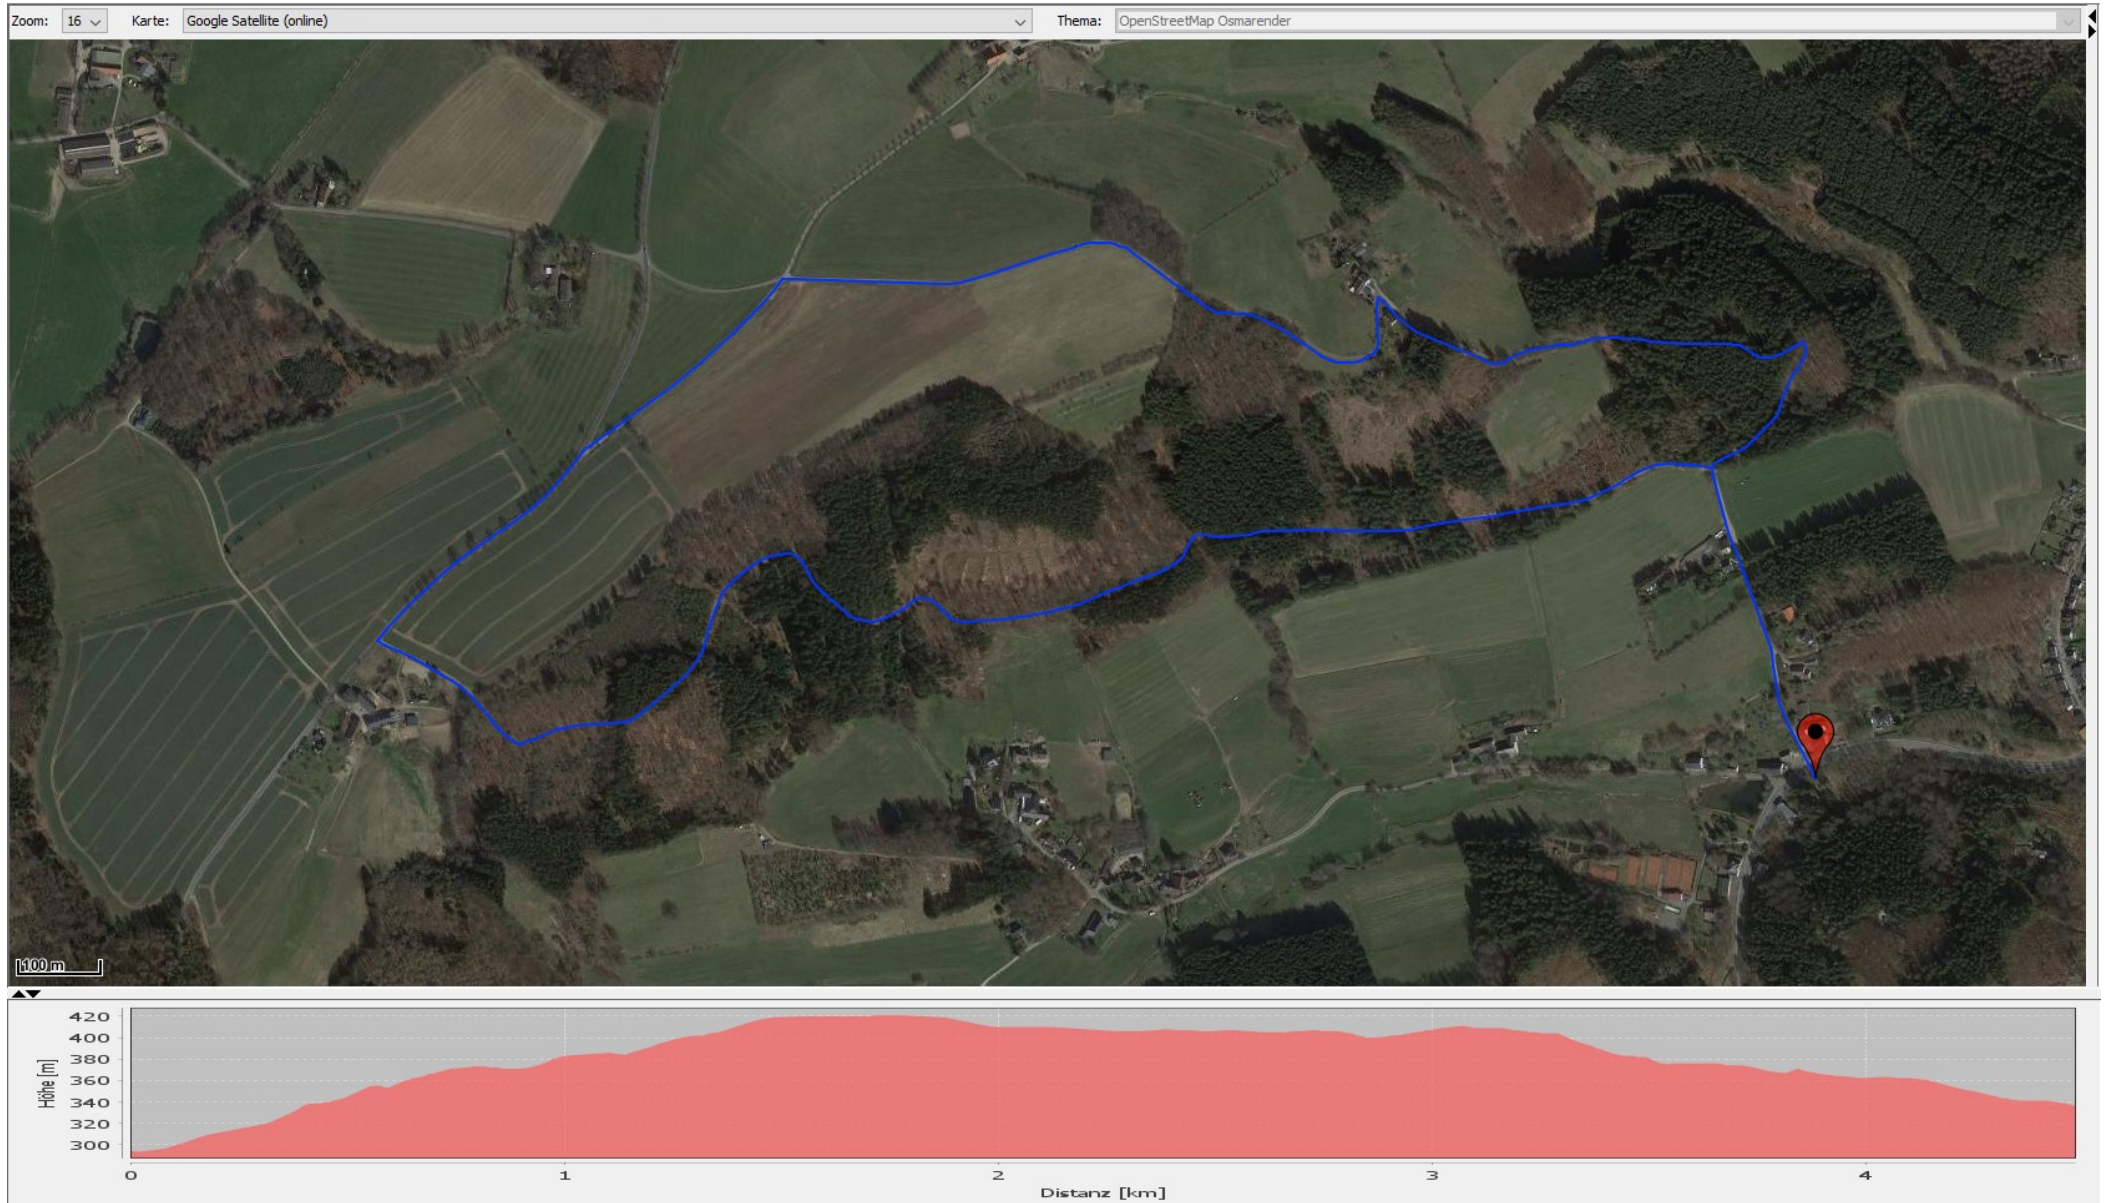 Zoom: 16 Karte: Google Satellite (online) Thema: OpenStreetMap Osmarender
100 m
420
400
380
360
340
320
300
Höhe [m]
0 1 2 3 4
Distanz [km]